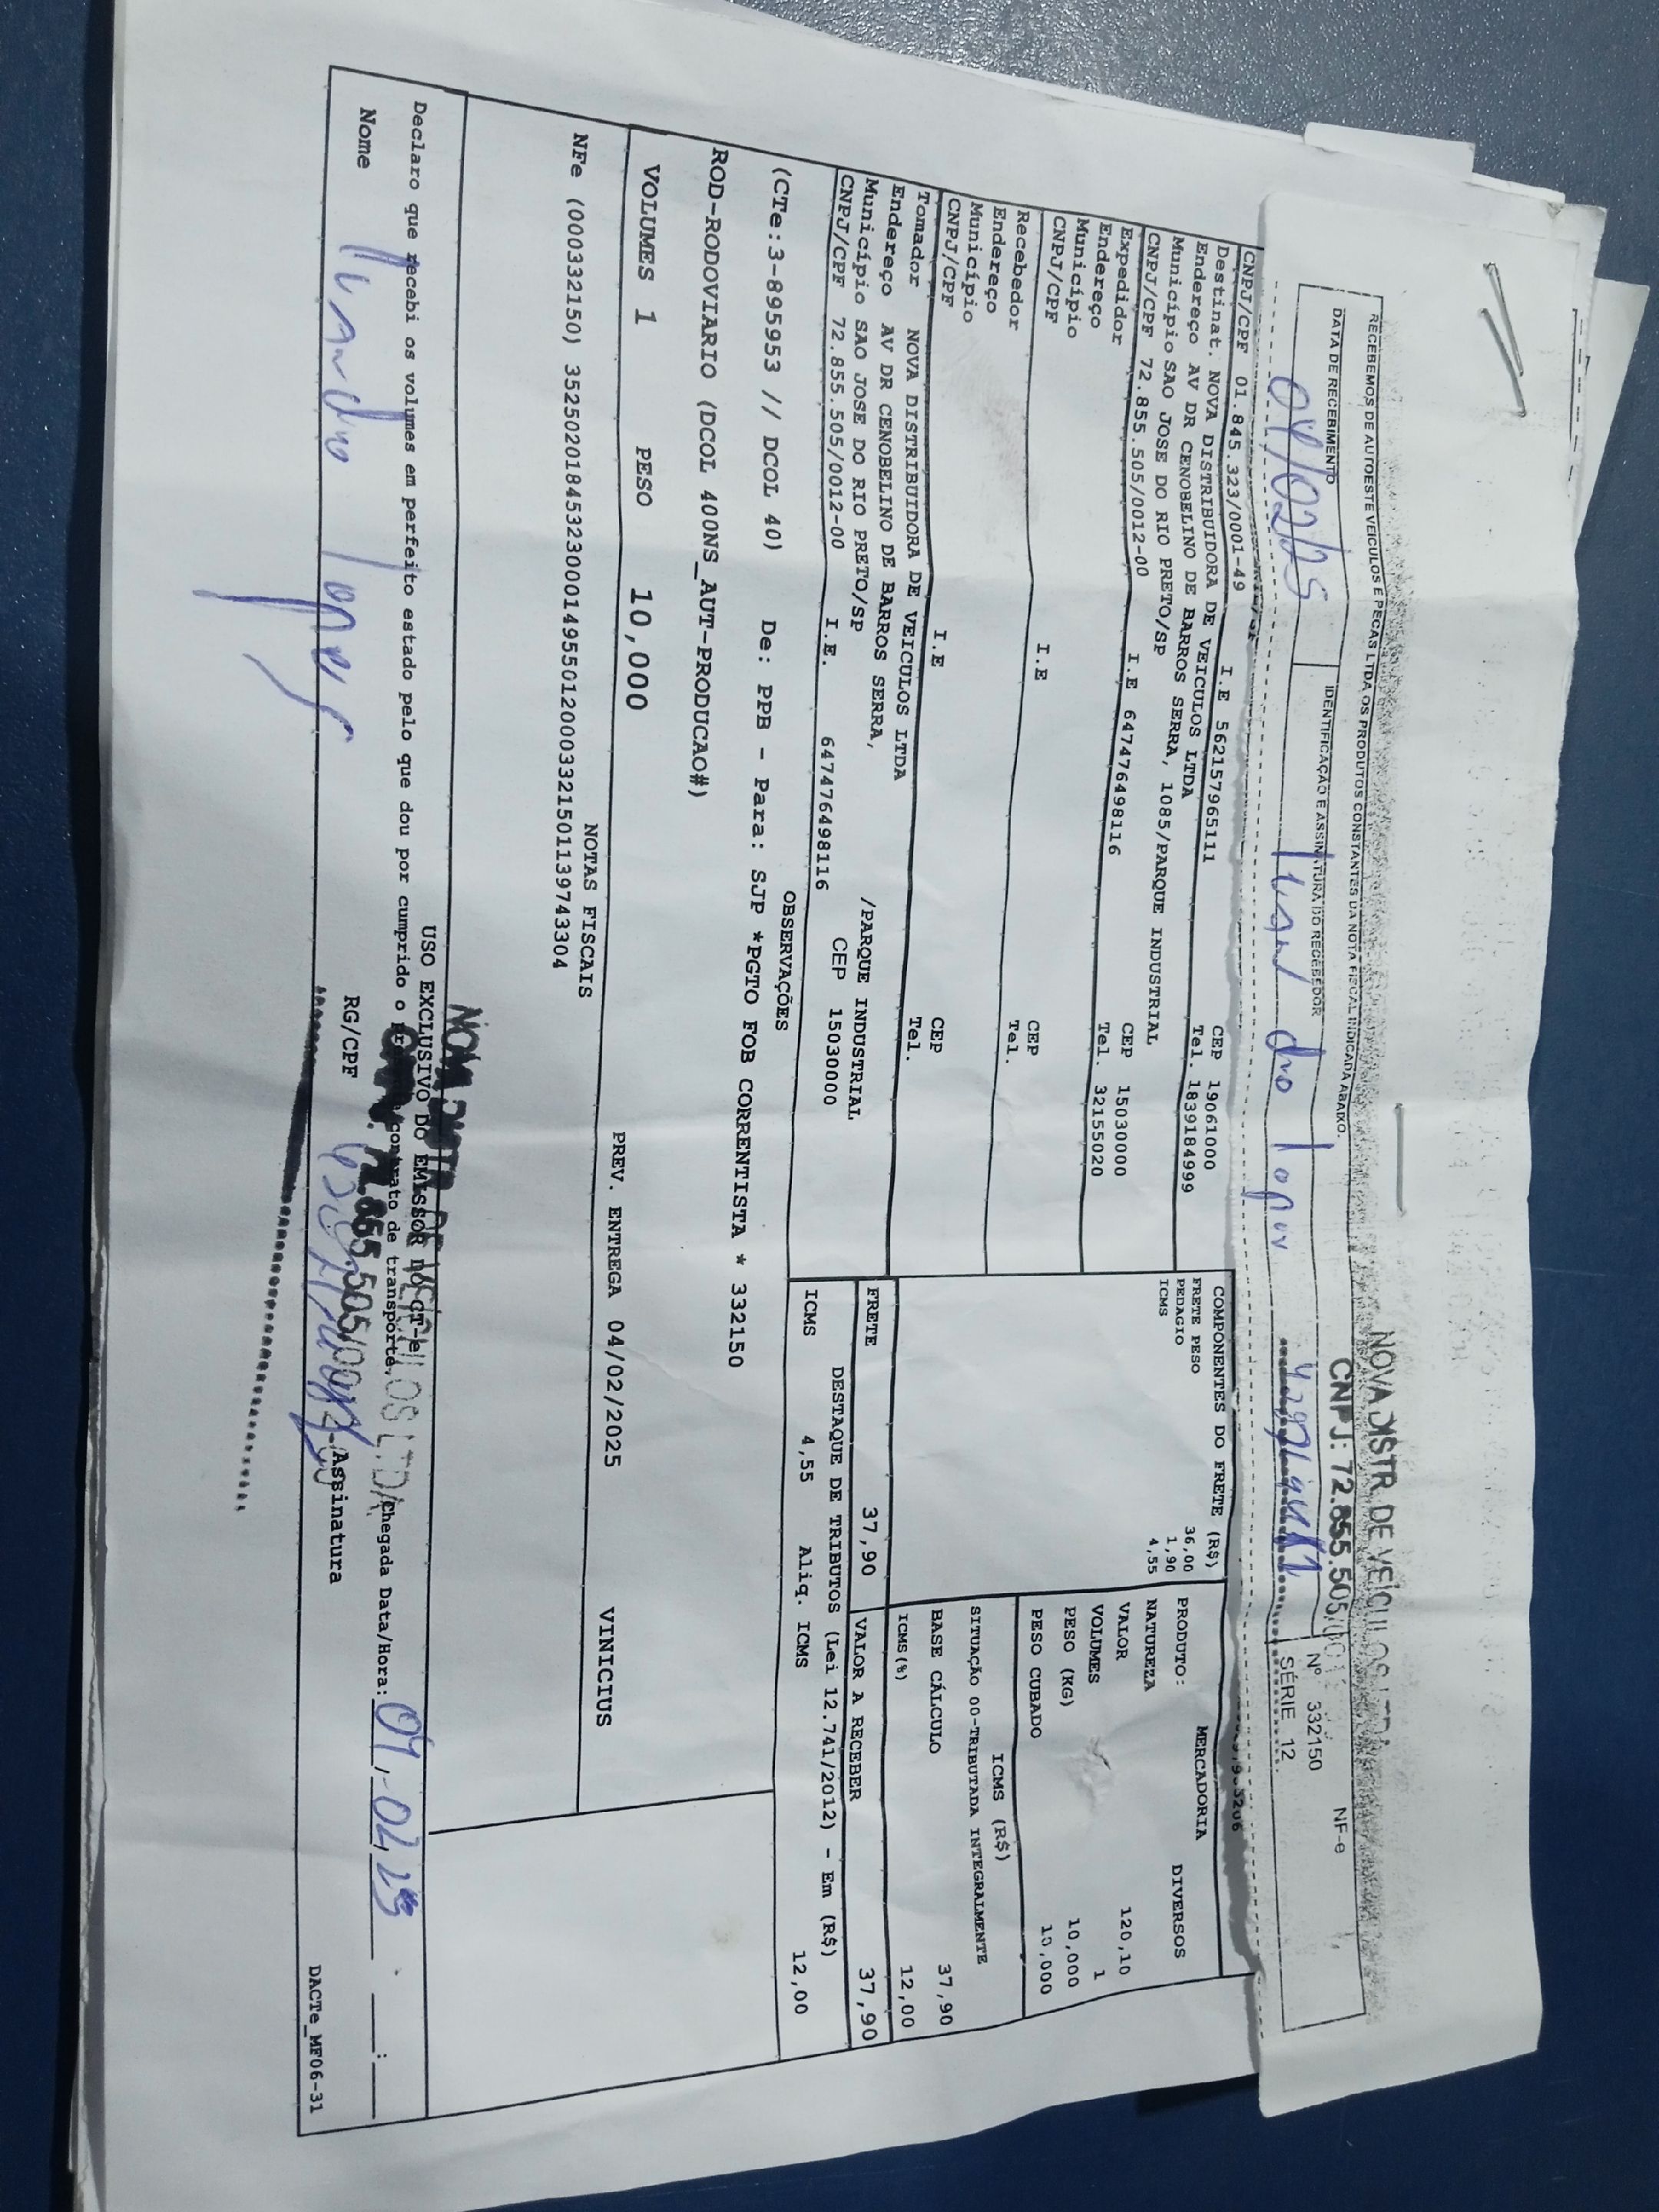 RECEBEMOS DE AUTOESTE VEICULOS E PECAS LTDA OS PRODUTOS CONSTANTES DA NOTA FISCAL INDICADA ABAIXO.
NOVA DISTR. DE VEÍCULOS LTDA
CNPJ: 72.855.505/001
DATA DE RECEBIMENTO
IDENTIFICAÇÃO E ASSINATURA DO RECEBEDOR
NF-e
Nº 332150
SÉRIE 12
04/02/25
CNPJ/CPF 01.845.323/0001-49 I.E 562157965111 CEP 19061000
Destinat. NOVA DISTRIBUIDORA DE VEICULOS LTDA Tel. 1839184999
Endereço AV DR CENOBELINO DE BARROS SERRA, 1085/PARQUE INDUSTRIAL
Município SAO JOSE DO RIO PRETO/SP CEP 15030000
CNPJ/CPF 72.855.505/0012-00 I.E 647476498116 Tel. 32155020
Expedidor
Endereço
Município CEP
CNPJ/CPF I.E Tel.
Recebedor
Endereço
Município CEP
CNPJ/CPF I.E Tel.
Tomador NOVA DISTRIBUIDORA DE VEICULOS LTDA
Endereço AV DR CENOBELINO DE BARROS SERRA, /PARQUE INDUSTRIAL
Município SAO JOSE DO RIO PRETO/SP CEP 15030000
CNPJ/CPF 72.855.505/0012-00 I.E. 647476498116
COMPONENTES DO FRETE (R$)
FRETE PESO 36,00
PEDAGIO 1,90
ICMS 4,55
MERCADORIA
PRODUTO: DIVERSOS
NATUREZA
VALOR 120,10
VOLUMES 1
PESO (KG) 10,000
PESO CUBADO 10,000
ICMS (R$)
SITUAÇÃO 00-TRIBUTADA INTEGRALMENTE
BASE CÁLCULO 37,90
ICMS(%) 12,00
FRETE 37,90 VALOR A RECEBER 37,90
DESTAQUE DE TRIBUTOS (Lei 12.741/2012) - Em (R$)
ICMS 4,55 Aliq. ICMS 12,00
OBSERVAÇÕES
(CTe:3-895953 // DCOL 40) De: PPB - Para: SJP *PGTO FOB CORRENTISTA * 332150
ROD-RODOVIARIO (DCOL 400NS_AUT-PRODUCAO#)
VOLUMES 1 PESO 10,000 PREV. ENTREGA 04/02/2025 VINICIUS
NOTAS FISCAIS
NFe (000332150) 35250201845323000149550120003321501139743304
USO EXCLUSIVO DO EMISSOR DO CT-e
Declaro que recebi os volumes em perfeito estado pelo que dou por cumprido o presente contrato de transporte. Chegada Data/Hora: 04/02/25 __:__
Nome RG/CPF Assinatura
DACTe_MF06-31